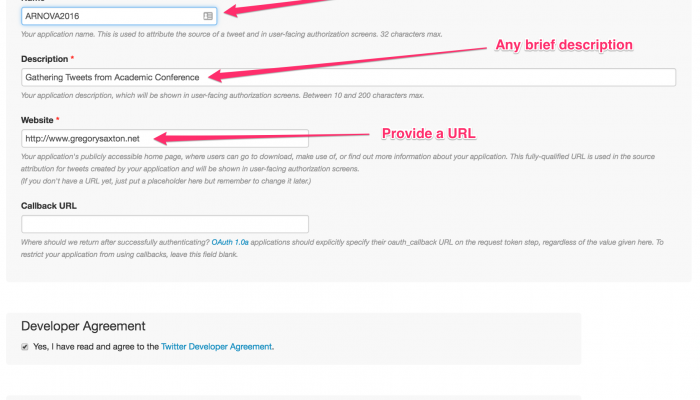 Name *
ARNOVA2016
Your application name. This is used to attribute the source of a tweet and in user-facing authorization screens. 32 characters max.
Any brief description
Description *
Gathering Tweets from Academic Conference
Your application description, which will be shown in user-facing authorization screens. Between 10 and 200 characters max.
Website *
http://www.gregorysaxton.net
Provide a URL
Your application's publicly accessible home page, where users can go to download, make use of, or find out more information about your application. This fully-qualified URL is used in the source
attribution for tweets created by your application and will be shown in user-facing authorization screens.
(If you don't have a URL yet, just put a placeholder here but remember to change it later.)
Callback URL
Where should we return after successfully authenticating? OAuth 1.0a applications should explicitly specify their oauth_callback URL on the request token step, regardless of the value given here. To
restrict your application from using callbacks, leave this field blank.
Developer Agreement
Yes, I have read and agree to the Twitter Developer Agreement.